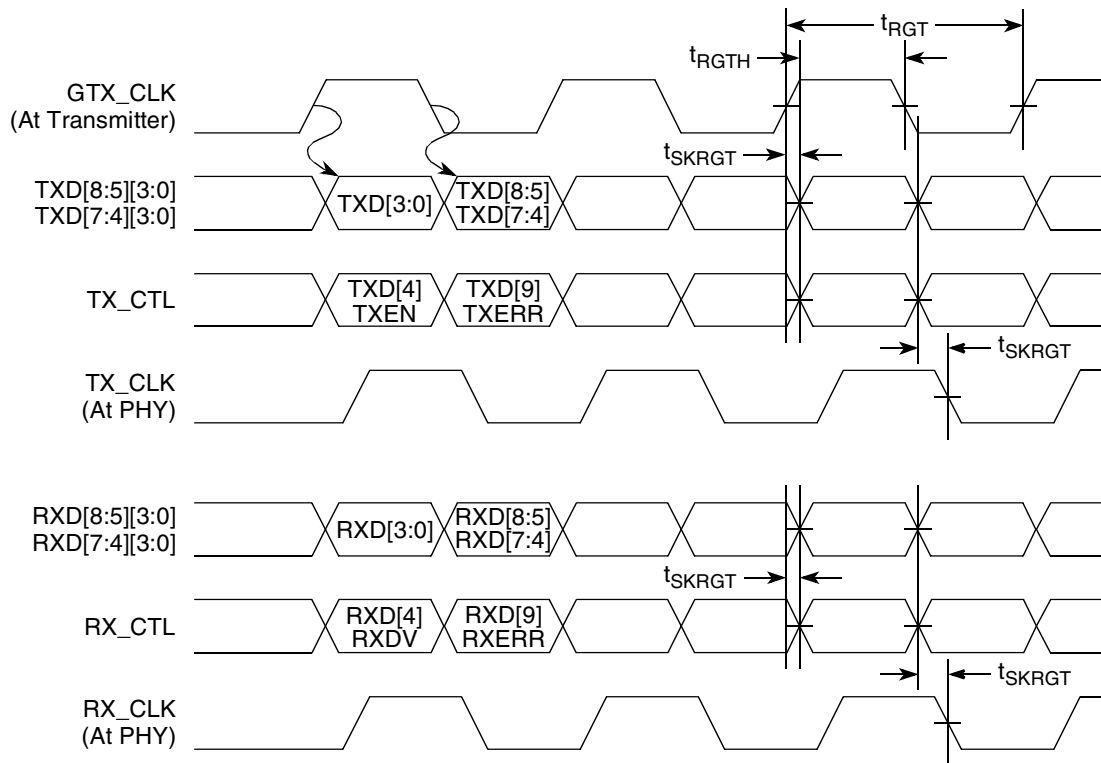 tRGT
tRGTH
GTX_CLK
(At Transmitter)
tSKRGT
TXD[8:5][3:0]
TXD[7:4][3:0]
TXD[3:0]
TXD[8:5]
TXD[7:4]
TX_CTL
TXD[4]
TXEN
TXD[9]
TXERR
tSKRGT
TX_CLK
(At PHY)
RXD[8:5][3:0]
RXD[7:4][3:0]
RXD[3:0]
RXD[8:5]
RXD[7:4]
tSKRGT
RX_CTL
RXD[4]
RXDV
RXD[9]
RXERR
tSKRGT
RX_CLK
(At PHY)